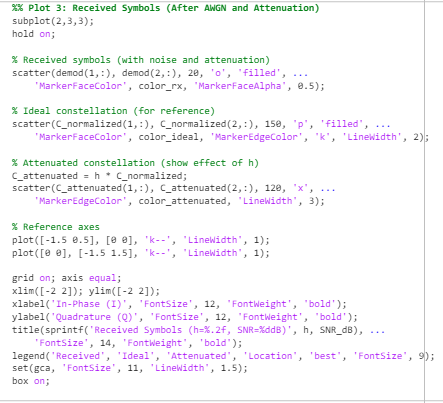 %% Plot 3: Received Symbols (After AWGN and Attenuation)
subplot(2,3,3);
hold on;
% Received symbols (with noise and attenuation)
scatter(demod(1,:), demod(2,:), 20, 'o', 'filled', ...
'MarkerFaceColor', color_rx, 'MarkerFaceAlpha', 0.5);
% Ideal constellation (for reference)
scatter(C_normalized(1,:), C_normalized(2,:), 150, 'p', 'filled', ...
'MarkerFaceColor', color_ideal, 'MarkerEdgeColor', 'k', 'LineWidth', 2);
% Attenuated constellation (show effect of h)
C_attenuated = h * C_normalized;
scatter(C_attenuated(1,:), C_attenuated(2,:), 120, 'x', ...
'MarkerEdgeColor', color_attenuated, 'LineWidth', 3);
% Reference axes
plot([-1.5 0.5], [0 0], 'k--', 'LineWidth', 1);
plot([0 0], [-1.5 1.5], 'k--', 'LineWidth', 1);
grid on; axis equal;
xlim([-2 2]); ylim([-2 2]);
xlabel('In-Phase (I)', 'FontSize', 12, 'FontWeight', 'bold');
ylabel('Quadrature (Q)', 'FontSize', 12, 'FontWeight', 'bold');
title(sprintf('Received Symbols (h=%.2f, SNR=%ddB)', h, SNR_dB), ...
'FontSize', 14, 'FontWeight', 'bold');
legend('Received', 'Ideal', 'Attenuated', 'Location', 'best', 'FontSize', 9);
set(gca, 'FontSize', 11, 'LineWidth', 1.5);
box on;